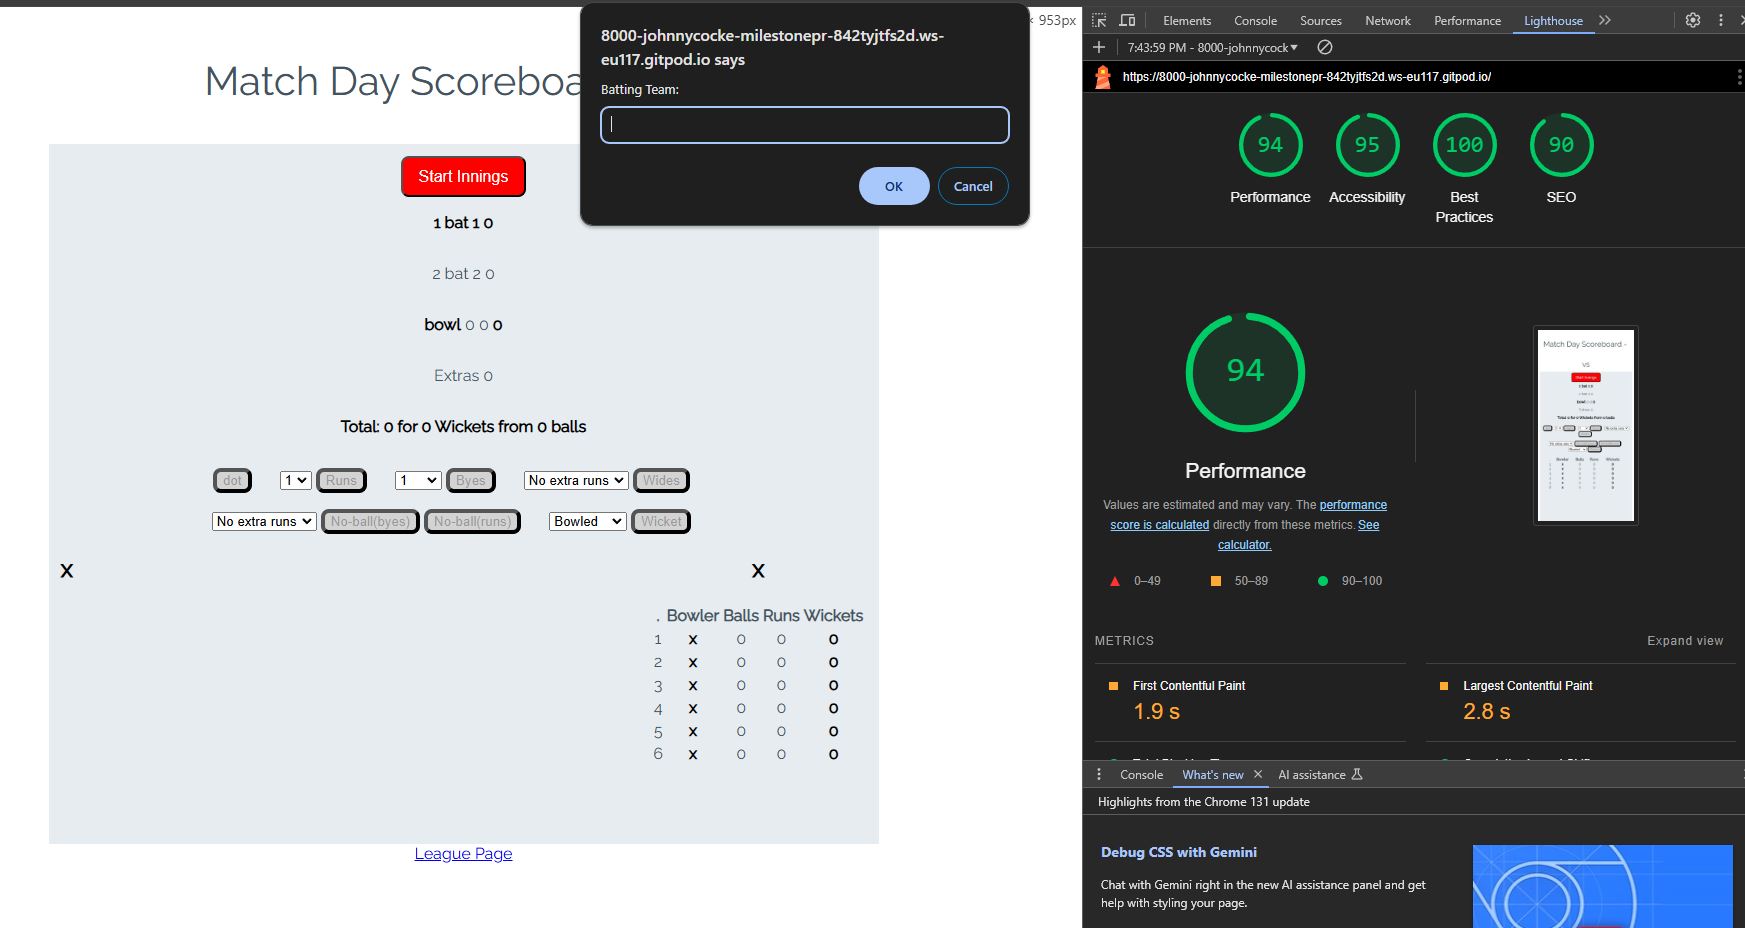 × 953px
Match Day Scoreboa
8000-johnnycocke-milestonepr-842tyjtfs2d.ws-
eu117.gitpod.io says
Batting Team:
OK
Cancel
Start Innings
1 bat 1 0
2 bat 2 0
bowl 0 0 0
Extras 0
Total: 0 for 0 Wickets from 0 balls
dot 1 Runs 1 Byes No extra runs Wides
No extra runs No-ball(byes) No-ball(runs) Bowled Wicket
X X
. Bowler Balls Runs Wickets
1 x 0 0 0
2 x 0 0 0
3 x 0 0 0
4 x 0 0 0
5 x 0 0 0
6 x 0 0 0
League Page
Elements Console Sources Network Performance Lighthouse
7:43:59 PM - 8000-johnnycock
https://8000-johnnycocke-milestonepr-842tyjtfs2d.ws-eu117.gitpod.io/
94 95 100 90
Performance Accessibility Best Practices SEO
94
Performance
Values are estimated and may vary. The performance
score is calculated directly from these metrics. See
calculator.
0–49 50–89 90–100
Match Day Scoreboard -
VS
METRICS Expand view
First Contentful Paint
1.9 s
Largest Contentful Paint
2.8 s
Console What's new AI assistance
Highlights from the Chrome 131 update
Debug CSS with Gemini
Chat with Gemini right in the new AI assistance panel and get
help with styling your page.